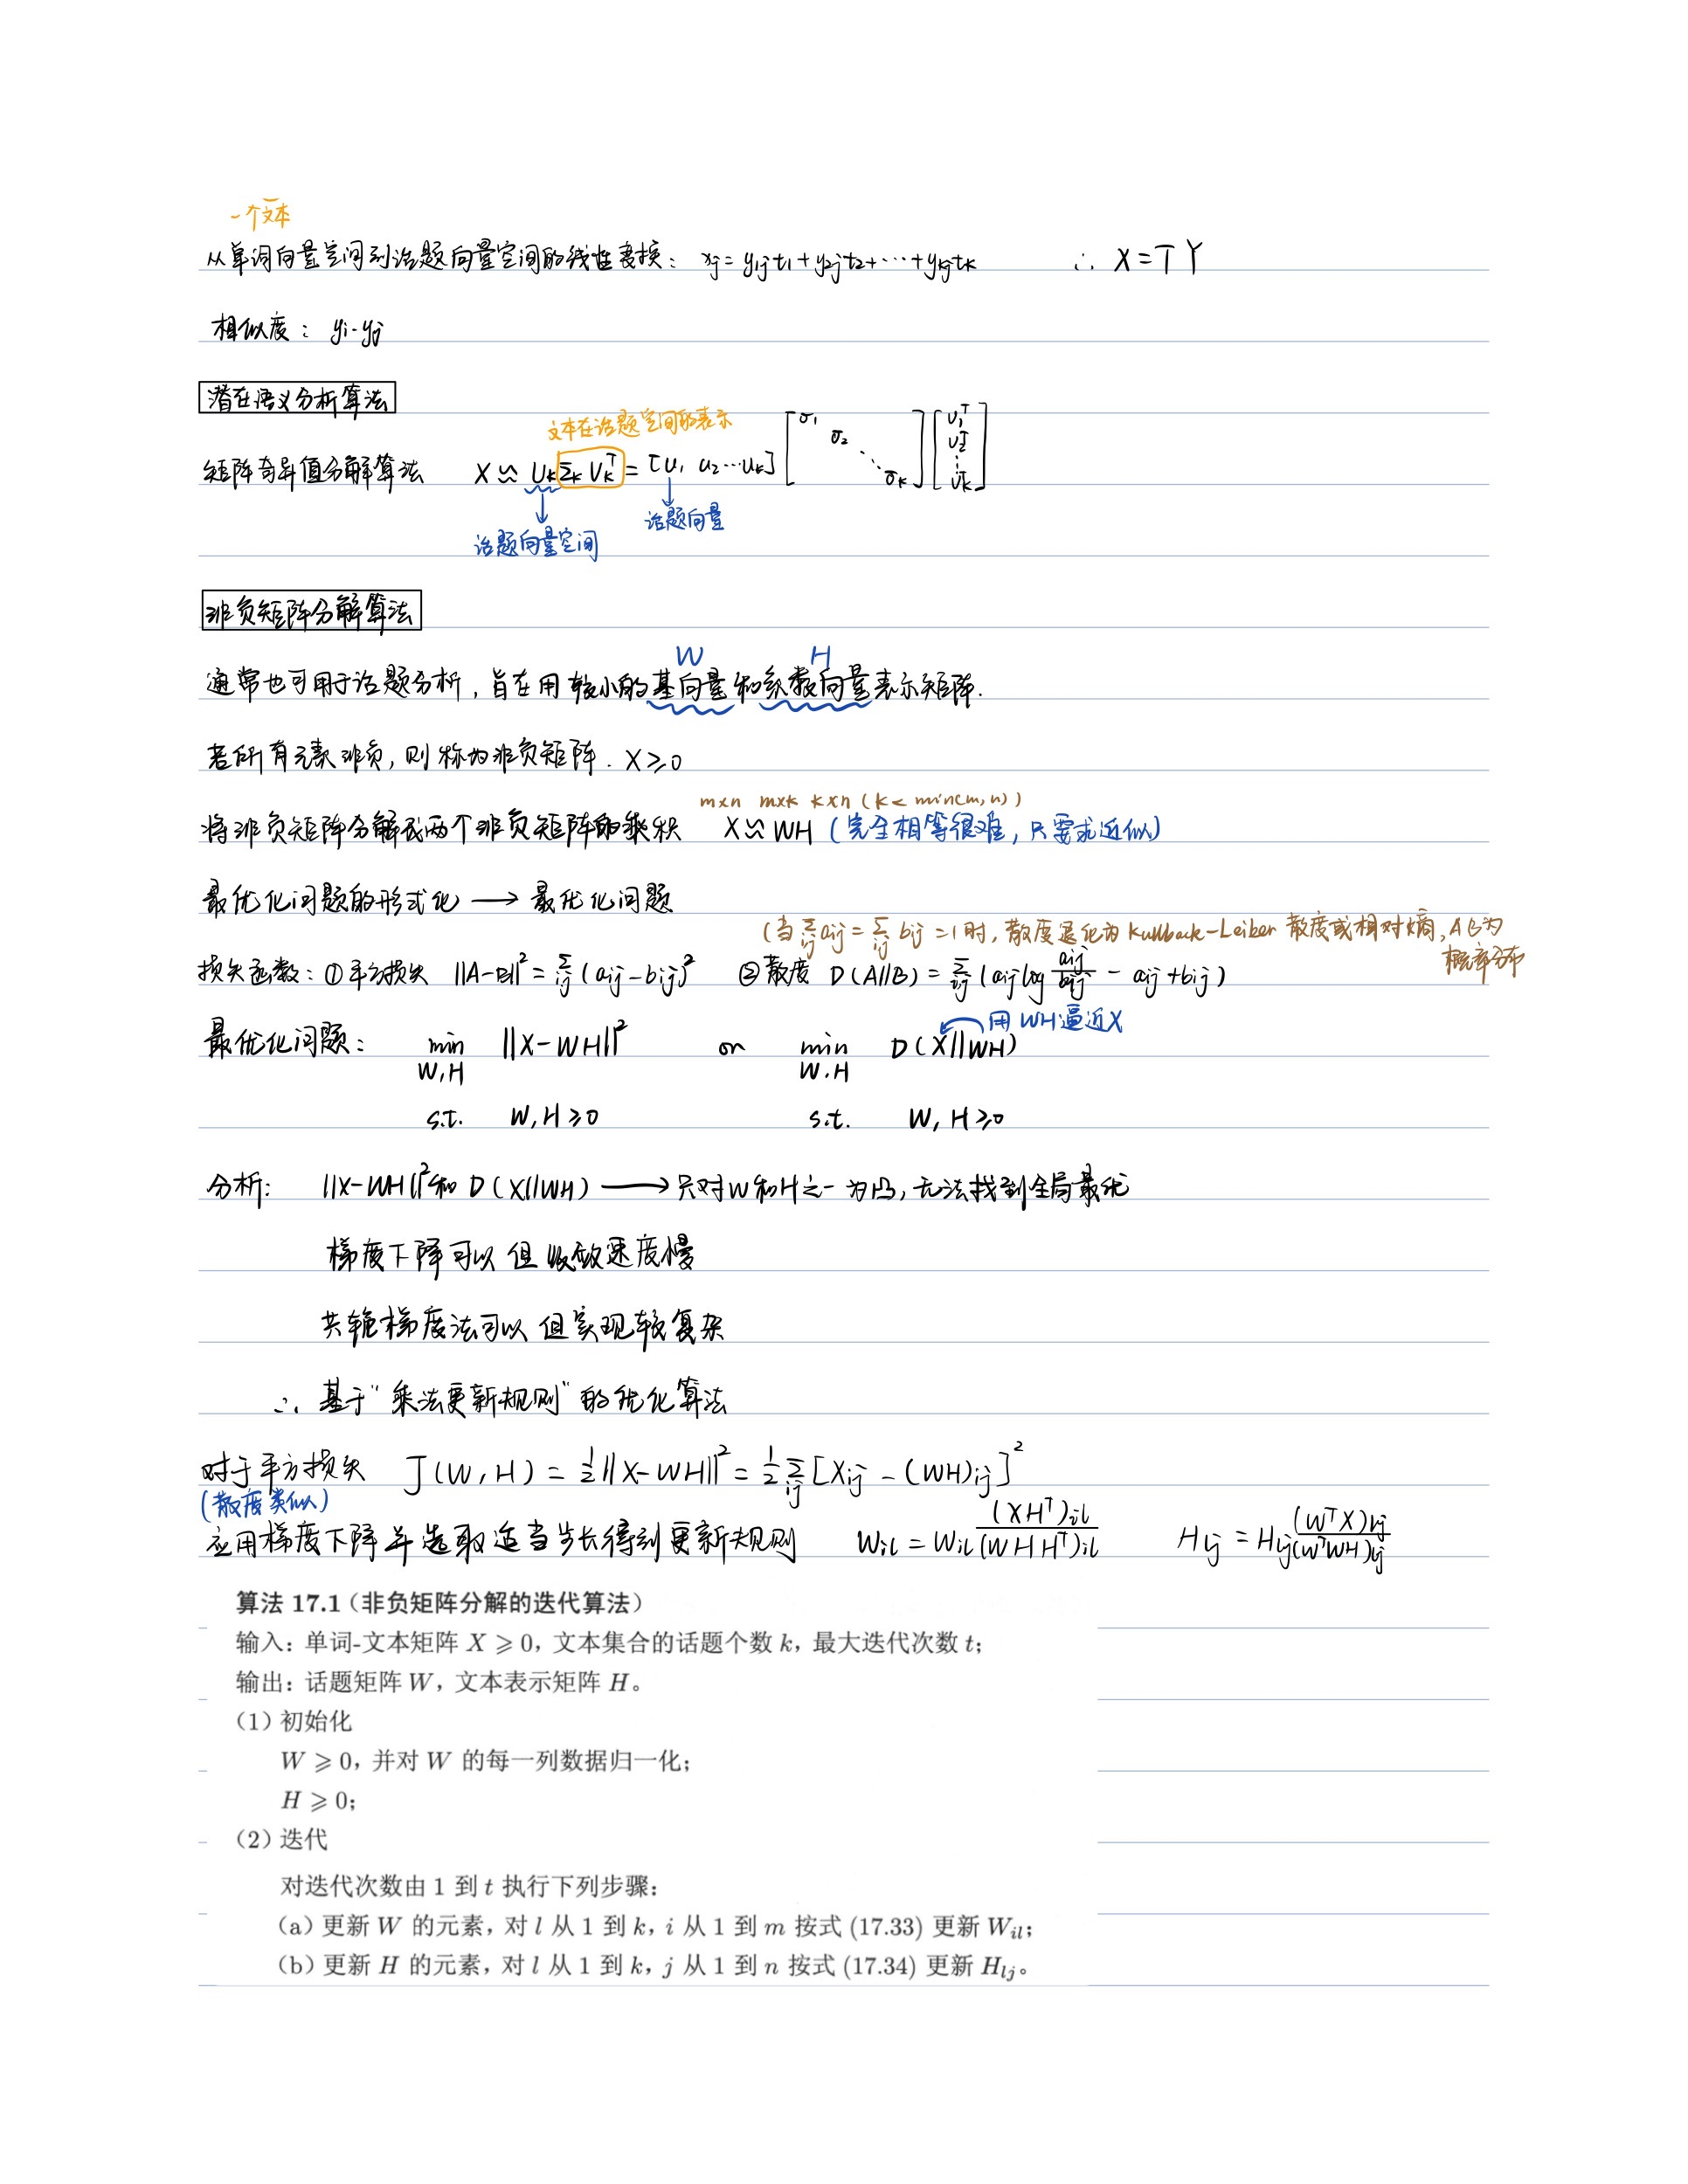 一个文本
从单词向量空间到话题向量空间的线性变换： xj = y1j t1 + y2j t2 + ··· + ykj tk ∴ X = T Y
相似度： yi · yj
潜在语义分析算法
文本在话题空间的表示
矩阵奇异值分解算法 X ≈ Uk Σk Vk^T = [u1 u2 ··· uk] [σ1 σ2 ⋱ σk] [v1^T v2^T ⋮ vk^T]
话题向量
话题向量空间
非负矩阵分解算法
W H
通常也可用于话题分析，旨在用较小的基向量和系数向量表示矩阵.
若所有元素非负，则称为非负矩阵. X ⩾ 0
m×n m×k k×n (k < min(m,n))
将非负矩阵分解成两个非负矩阵的乘积 X ≈ WH (完全相等很难，只要求近似)
最优化问题的形式化 → 最优化问题
(当 Σij aij = Σij bij = 1 时，散度退化为 Kullback-Leiber 散度或相对熵，A B为
概率分布
损失函数：① 平方损失 ||A-B||² = Σij (aij - bij)² ② 散度 D(A||B) = Σij (aij log aij/bij - aij + bij)
用 WH 逼近 X
最优化问题： min W,H ||X-WH||² or min W,H D(X||WH)
s.t. W, H ⩾ 0 s.t. W, H ⩾ 0
分析： ||X-WH||² 和 D(X||WH) → 只对W和H之一为凸，无法找到全局最优
梯度下降可以 但收敛速度慢
共轭梯度法可以 但实现较复杂
∴ 基于“乘法更新规则”的优化算法
对于平方损失 J(W, H) = ½||X-WH||² = ½ Σij [Xij - (WH)ij]²
(散度类似)
应用梯度下降并选取适当步长得到更新规则 Wil = Wil (XH^T)il / (WHH^T)il Hlj = Hlj (W^T X)lj / (W^T WH)lj
算法 17.1（非负矩阵分解的迭代算法）
输入：单词-文本矩阵 X ⩾ 0，文本集合的话题个数 k，最大迭代次数 t；
输出：话题矩阵 W，文本表示矩阵 H。
（1）初始化
W ⩾ 0，并对 W 的每一列数据归一化；
H ⩾ 0；
（2）迭代
对迭代次数由 1 到 t 执行下列步骤：
（a）更新 W 的元素，对 l 从 1 到 k，i 从 1 到 m 按式 (17.33) 更新 Wil；
（b）更新 H 的元素，对 l 从 1 到 k，j 从 1 到 n 按式 (17.34) 更新 Hlj。